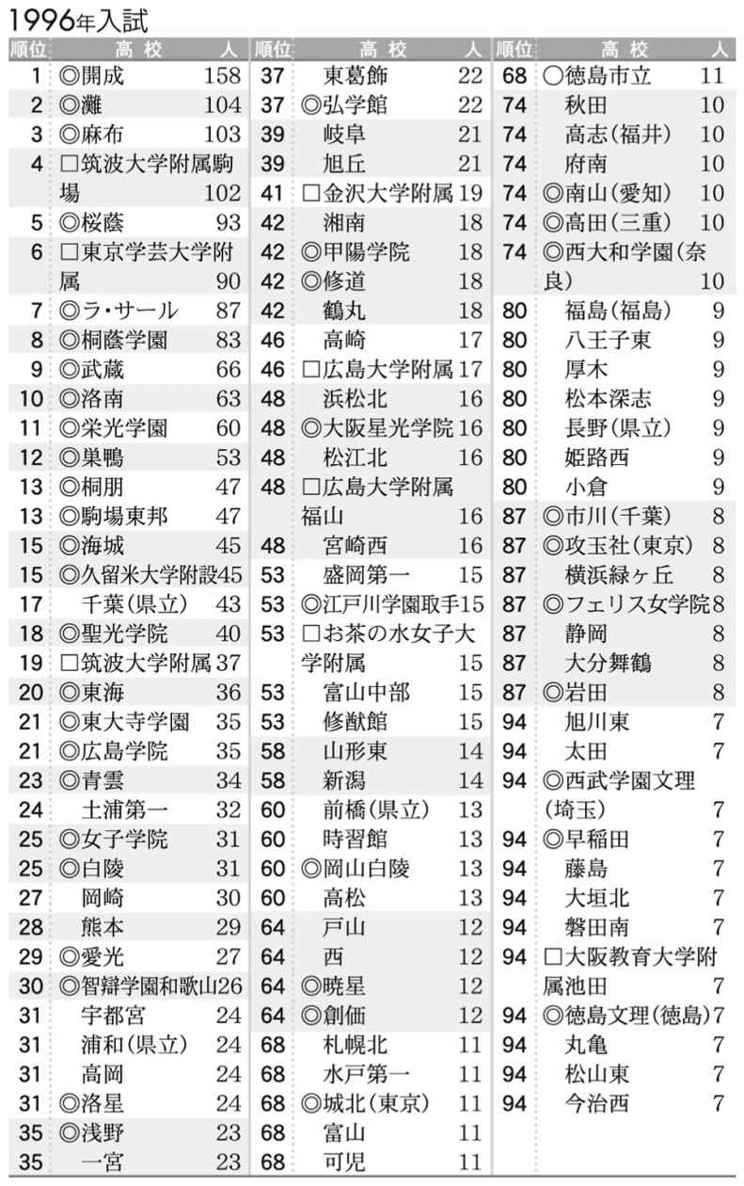 1996年入試
順位 高校 人
1 ◎開成 158
2 ◎灘 104
3 ◎麻布 103
4 □筑波大学附属駒
場 102
5 ◎桜蔭 93
6 □東京学芸大学附
属 90
7 ◎ラ・サール 87
8 ◎桐蔭学園 83
9 ◎武蔵 66
10 ◎洛南 63
11 ◎栄光学園 60
12 ◎巣鴨 53
13 ◎桐朋 47
13 ◎駒場東邦 47
15 ◎海城 45
15 ◎久留米大学附設45
17 千葉(県立) 43
18 ◎聖光学院 40
19 □筑波大学附属 37
20 ◎東海 36
21 ◎東大寺学園 35
21 ◎広島学院 35
23 ◎青雲 34
24 土浦第一 32
25 ◎女子学院 31
25 ◎白陵 31
27 岡崎 30
28 熊本 29
29 ◎愛光 27
30 ◎智辯学園和歌山26
31 宇都宮 24
31 浦和(県立) 24
31 高岡 24
31 ◎洛星 24
35 ◎浅野 23
35 一宮 23
順位 高校 人
37 東葛飾 22
37 ◎弘学館 22
39 岐阜 21
39 旭丘 21
41 □金沢大学附属 19
42 湘南 18
42 ◎甲陽学院 18
42 ◎修道 18
42 鶴丸 18
46 高崎 17
46 □広島大学附属 17
48 浜松北 16
48 ◎大阪星光学院 16
48 松江北 16
48 □広島大学附属
福山 16
48 宮崎西 16
53 盛岡第一 15
53 ◎江戸川学園取手15
53 □お茶の水女子大
学附属 15
53 富山中部 15
53 修猷館 15
58 山形東 14
58 新潟 14
60 前橋(県立) 13
60 時習館 13
60 ◎岡山白陵 13
60 高松 13
64 戸山 12
64 西 12
64 ◎暁星 12
64 ◎創価 12
68 札幌北 11
68 水戸第一 11
68 ◎城北(東京) 11
68 富山 11
68 可児 11
順位 高校 人
68 ○徳島市立 11
74 秋田 10
74 高志(福井) 10
74 府南 10
74 ◎南山(愛知) 10
74 ◎高田(三重) 10
74 ◎西大和学園(奈
良) 10
80 福島(福島) 9
80 八王子東 9
80 厚木 9
80 松本深志 9
80 長野(県立) 9
80 姫路西 9
80 小倉 9
87 ◎市川(千葉) 8
87 ◎攻玉社(東京) 8
87 横浜緑ヶ丘 8
87 ◎フェリス女学院8
87 静岡 8
87 大分舞鶴 8
87 ◎岩田 8
94 旭川東 7
94 太田 7
94 ◎西武学園文理
(埼玉) 7
94 ◎早稲田 7
94 藤島 7
94 大垣北 7
94 磐田南 7
94 □大阪教育大学附
属池田 7
94 ◎徳島文理(徳島)7
94 丸亀 7
94 松山東 7
94 今治西 7